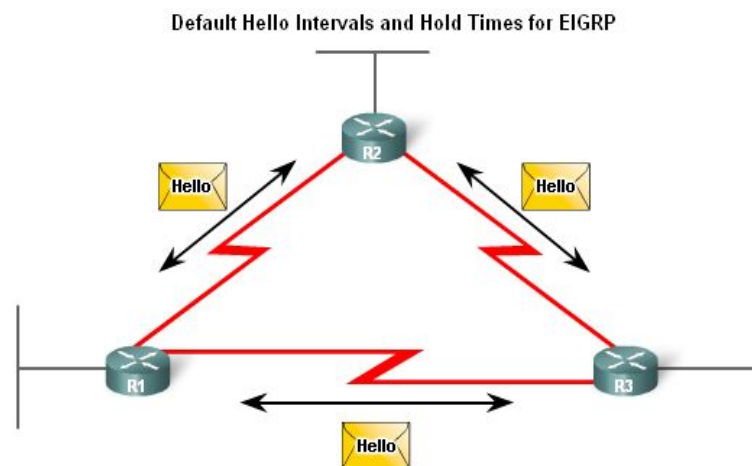 Default Hello Intervals and Hold Times for EIGRP
R2
Hello
Hello
R1
R3
Hello